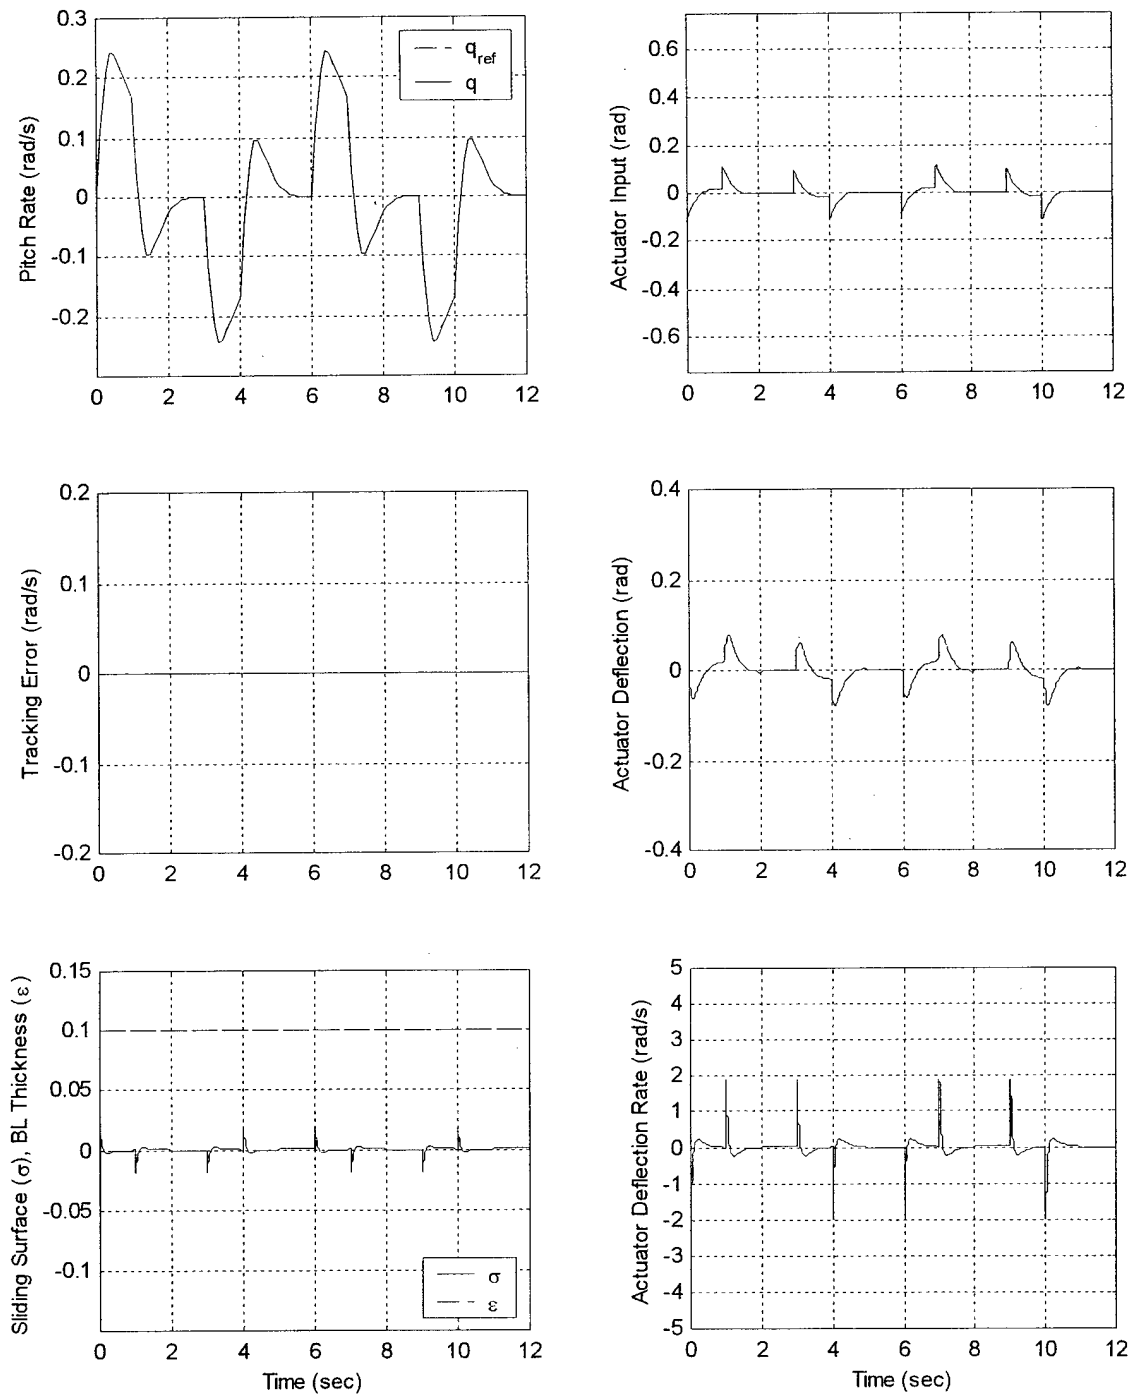 0.3
0.2
0.1
0
-0.1
-0.2
Pitch Rate (rad/s)
q_ref
q
0 2 4 6 8 10 12
0.6
0.4
0.2
0
-0.2
-0.4
-0.6
Actuator Input (rad)
0 2 4 6 8 10 12
0.2
0.1
0
-0.1
-0.2
Tracking Error (rad/s)
0 2 4 6 8 10 12
0.4
0.2
0
-0.2
-0.4
Actuator Deflection (rad)
0 2 4 6 8 10 12
0.15
0.1
0.05
0
-0.05
-0.1
Sliding Surface (σ), BL Thickness (ε)
σ
ε
0 2 4 6 8 10 12
Time (sec)
5
4
3
2
1
0
-1
-2
-3
-4
-5
Actuator Deflection Rate (rad/s)
0 2 4 6 8 10 12
Time (sec)